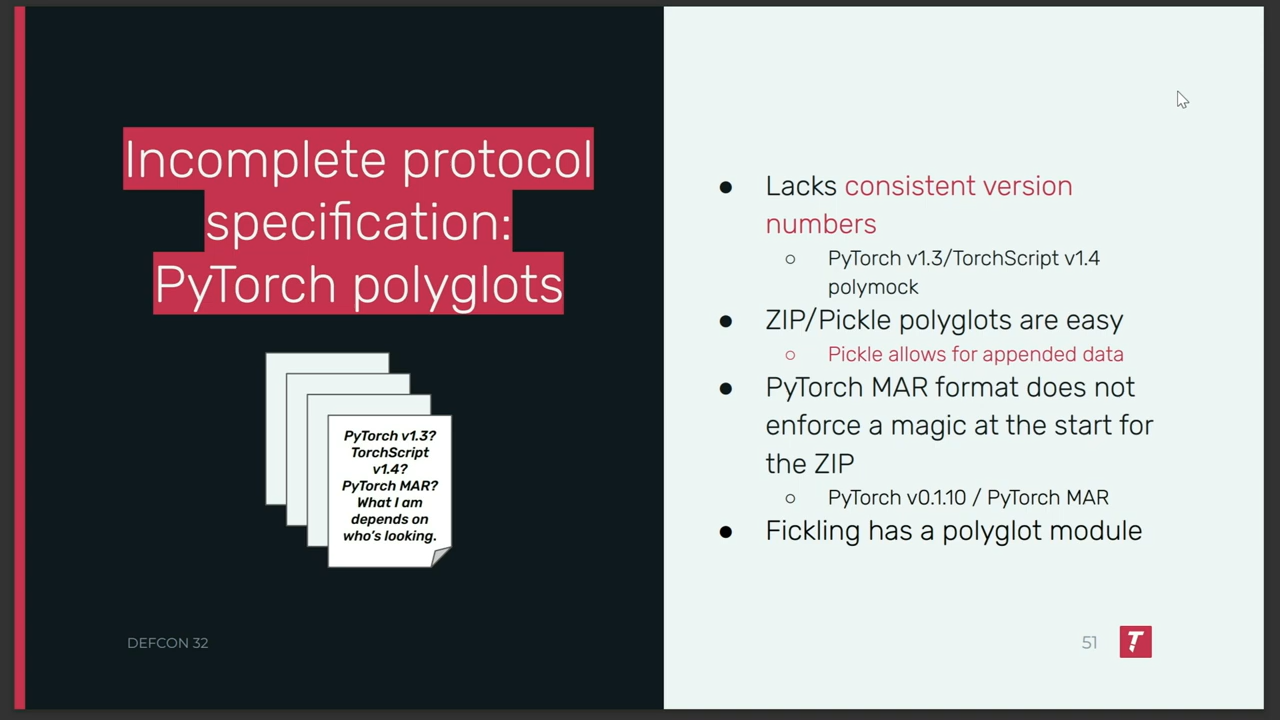 Incomplete protocol
specification:
PyTorch polyglots
PyTorch v1.3?
TorchScript
v1.4?
PyTorch MAR?
What I am
depends on
who's looking.
DEFCON 32
● Lacks consistent version
numbers
○ PyTorch v1.3/TorchScript v1.4
polymock
● ZIP/Pickle polyglots are easy
○ Pickle allows for appended data
● PyTorch MAR format does not
enforce a magic at the start for
the ZIP
○ PyTorch v0.1.10 / PyTorch MAR
● Fickling has a polyglot module
51
T